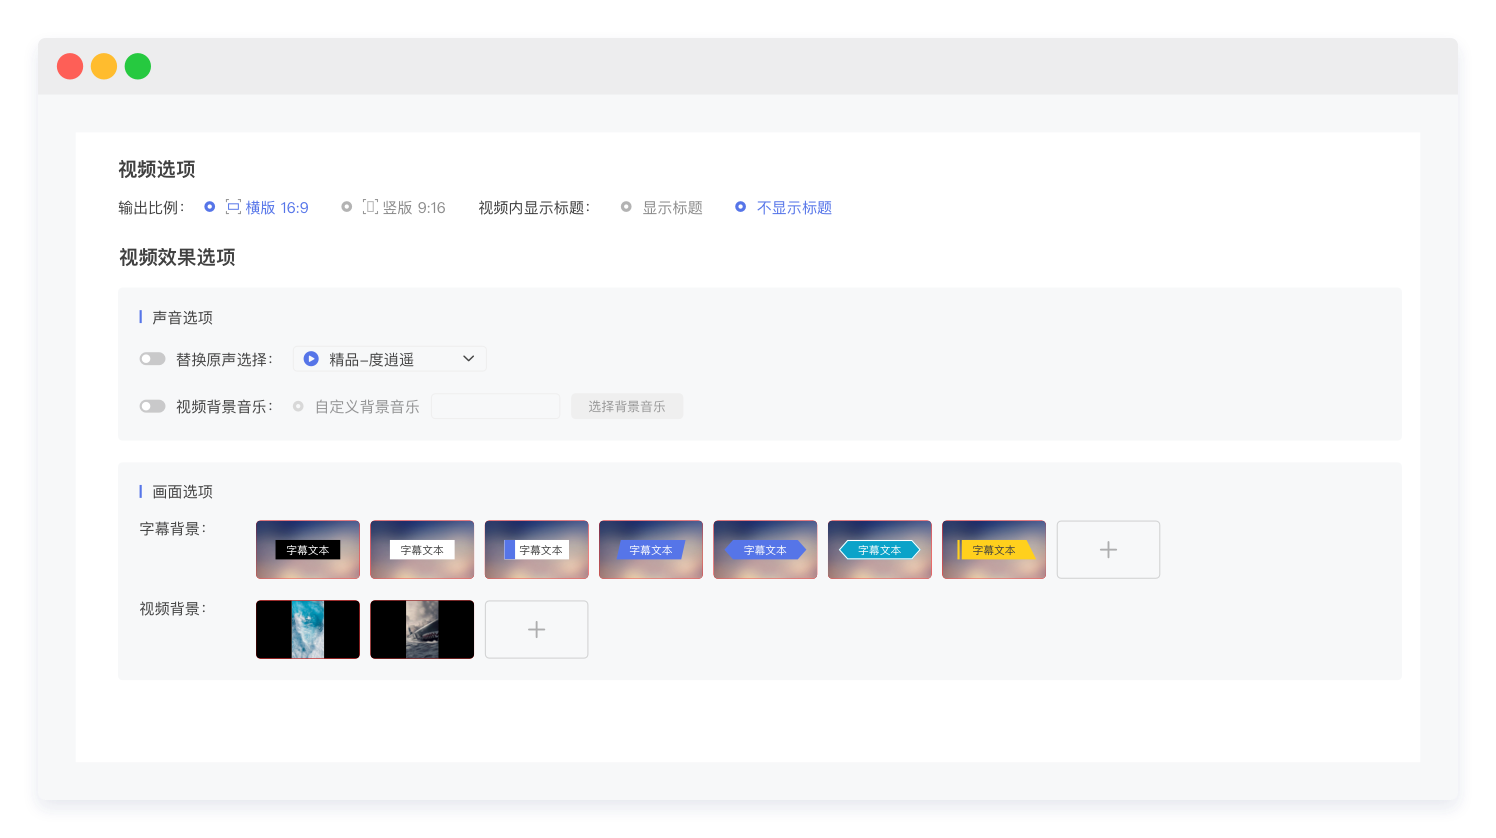 视频选项
输出比例： 横版 16:9 竖版 9:16 视频内显示标题： 显示标题 不显示标题
视频效果选项
声音选项
替换原声选择： 精品–度逍遥
视频背景音乐： 自定义背景音乐 选择背景音乐
画面选项
字幕背景： 字幕文本 字幕文本 字幕文本 字幕文本 字幕文本 字幕文本 字幕文本
视频背景：